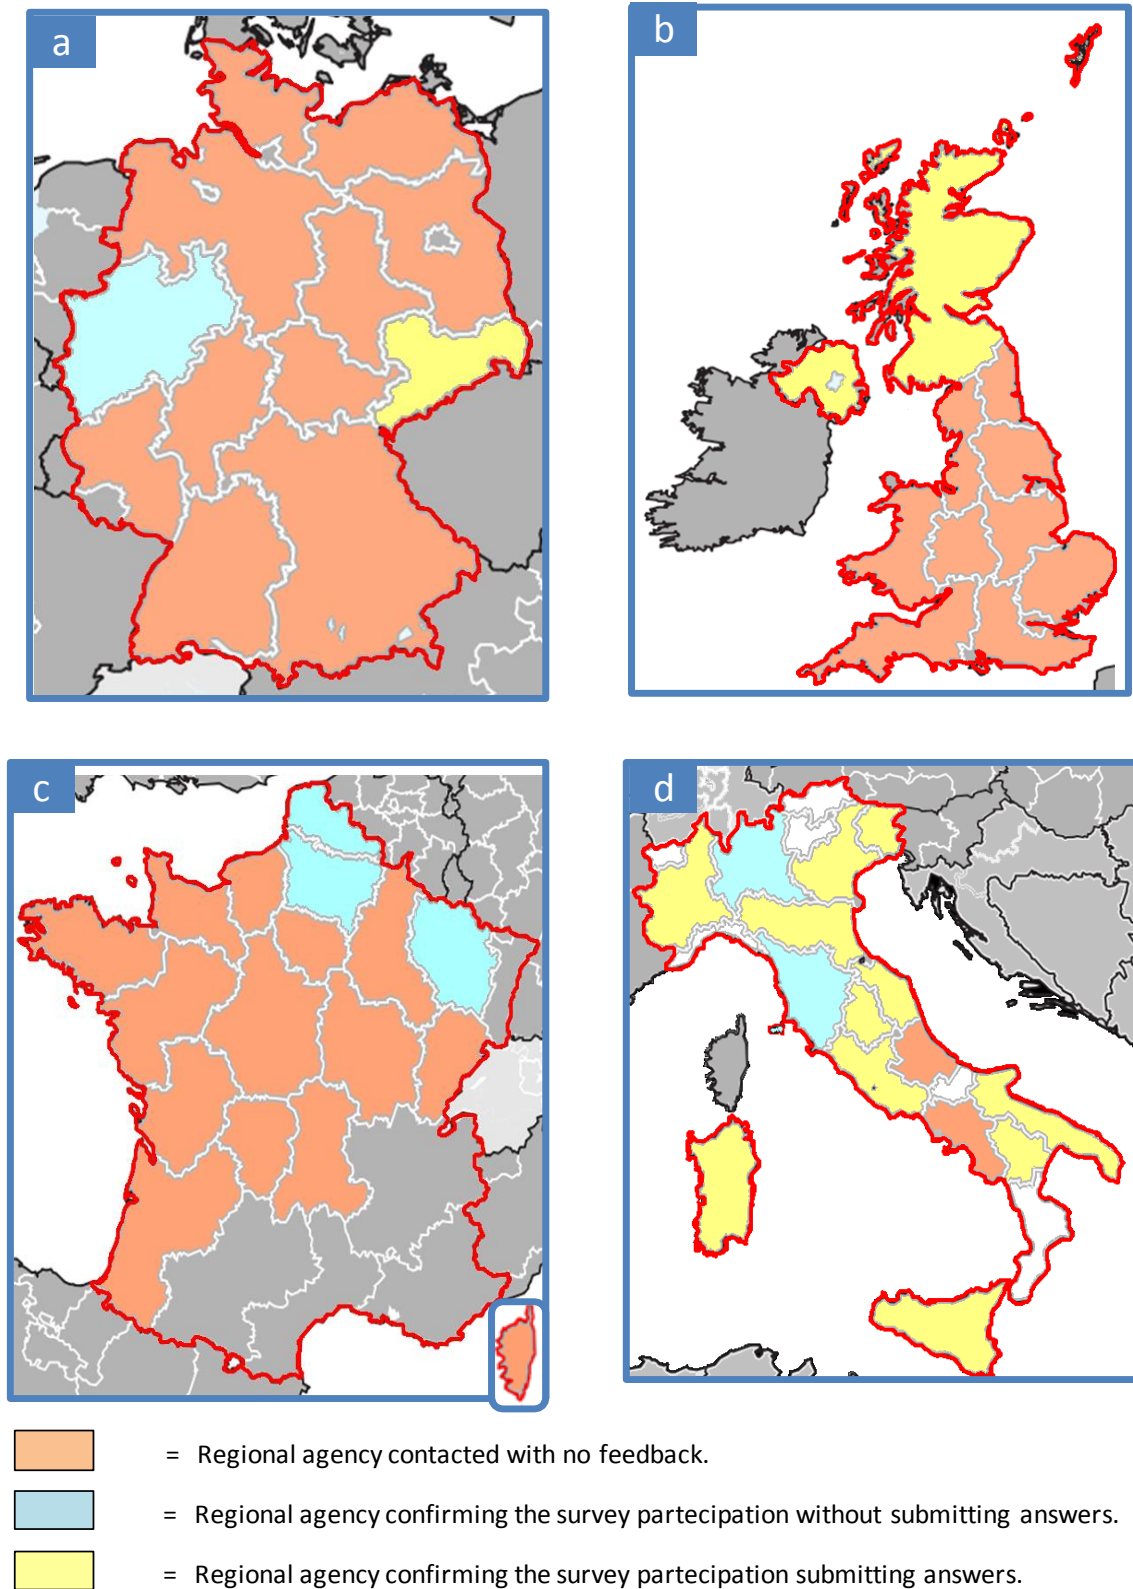 a
b
c
d
= Regional agency contacted with no feedback.
= Regional agency confirming the survey partecipation without submitting answers.
= Regional agency confirming the survey partecipation submitting answers.